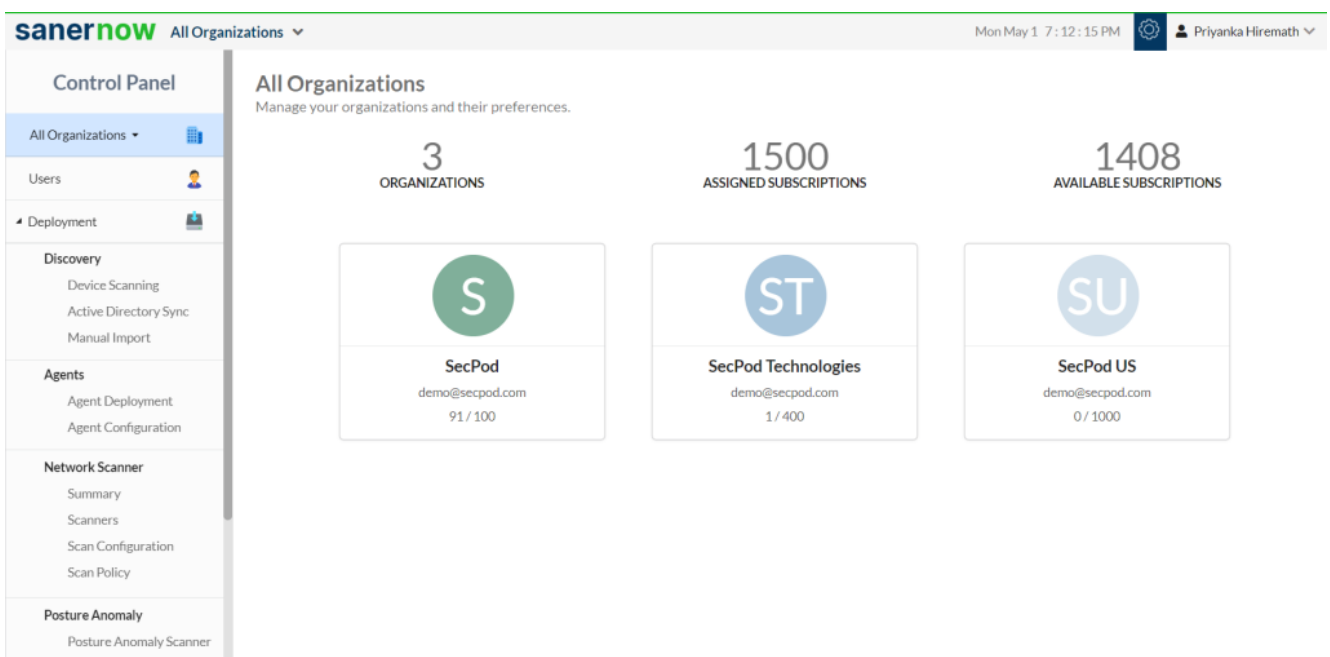 sanernow All Organizations
Mon May 1 7 : 12 : 15 PM
Priyanka Hiremath
Control Panel
All Organizations
Users
Deployment
Discovery
Device Scanning
Active Directory Sync
Manual Import
Agents
Agent Deployment
Agent Configuration
Network Scanner
Summary
Scanners
Scan Configuration
Scan Policy
Posture Anomaly
Posture Anomaly Scanner
All Organizations
Manage your organizations and their preferences.
3
ORGANIZATIONS
1500
ASSIGNED SUBSCRIPTIONS
1408
AVAILABLE SUBSCRIPTIONS
S
SecPod
demo@secpod.com
91 / 100
ST
SecPod Technologies
demo@secpod.com
1 / 400
SU
SecPod US
demo@secpod.com
0 / 1000